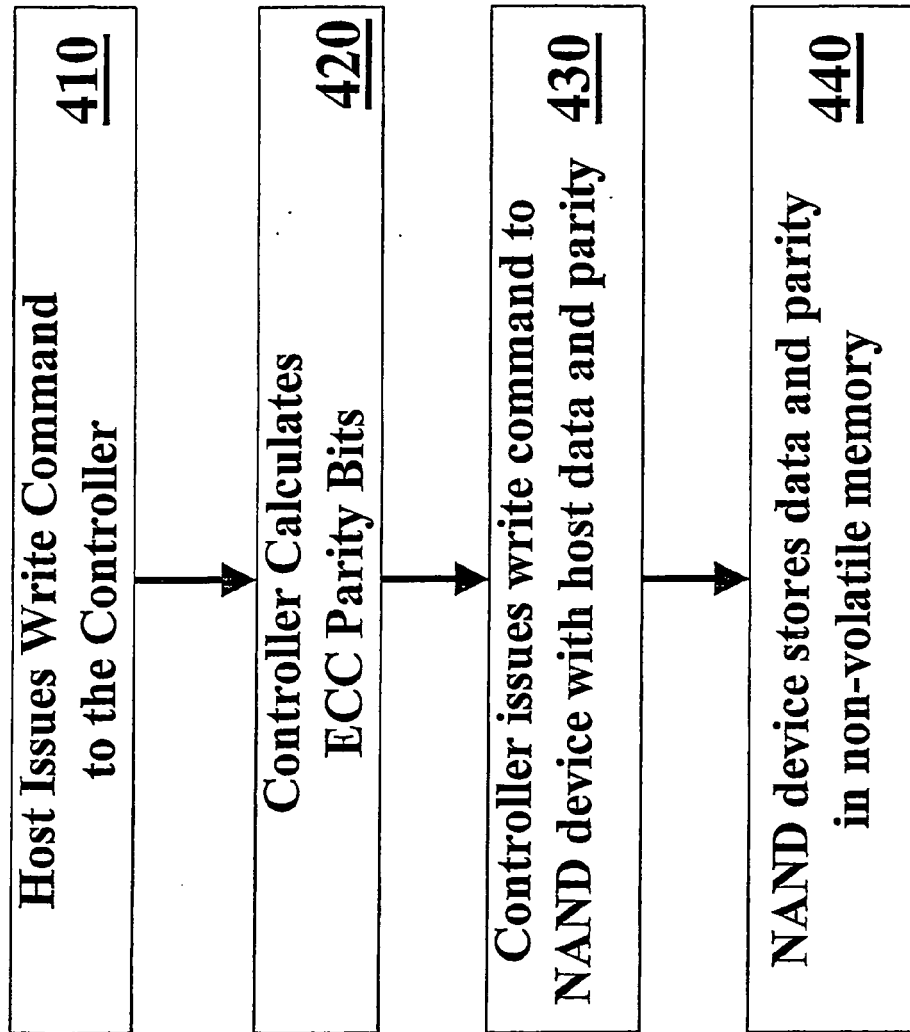 Host Issues Write Command
to the Controller
410
Controller Calculates
ECC Parity Bits
420
Controller issues write command to
NAND device with host data and parity
430
NAND device stores data and parity
in non-volatile memory
440